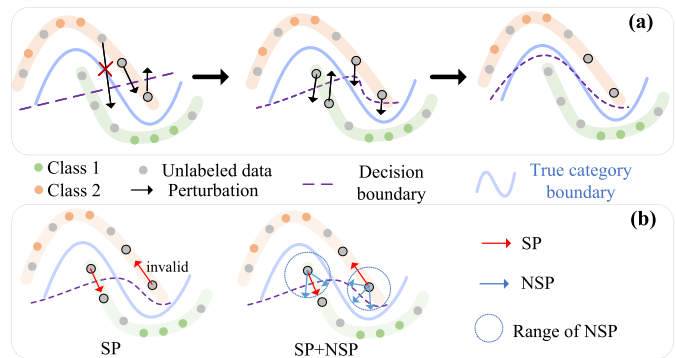 (a)
Class 1
Class 2
Unlabeled data
Perturbation
Decision
boundary
True category
boundary
(b)
invalid
SP
SP+NSP
SP
NSP
Range of NSP